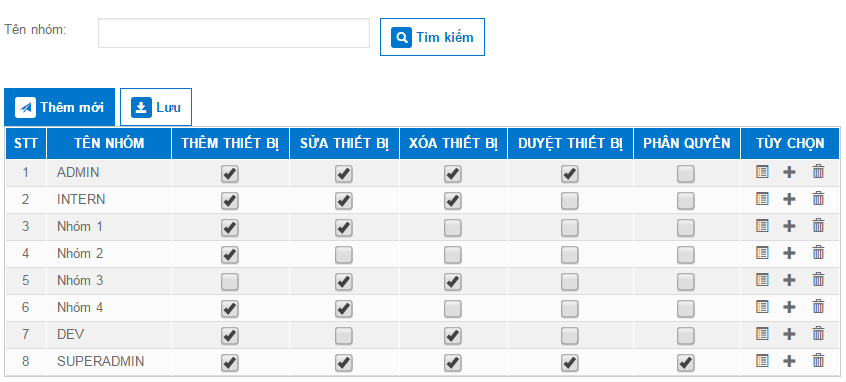 Tên nhóm:
Tìm kiếm
Thêm mới Lưu
STT TÊN NHÓM THÊM THIẾT BỊ SỬA THIẾT BỊ XÓA THIẾT BỊ DUYỆT THIẾT BỊ PHÂN QUYỀN TÙY CHỌN
1 ADMIN
2 INTERN
3 Nhóm 1
4 Nhóm 2
5 Nhóm 3
6 Nhóm 4
7 DEV
8 SUPERADMIN